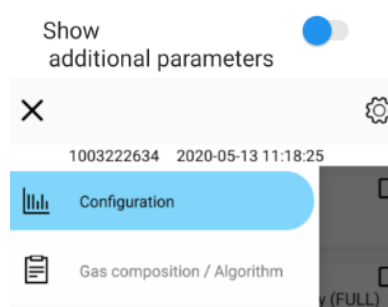 Show
additional parameters
1003222634 2020-05-13 11:18:25
Configuration
Gas composition / Algorithm
(FULL)